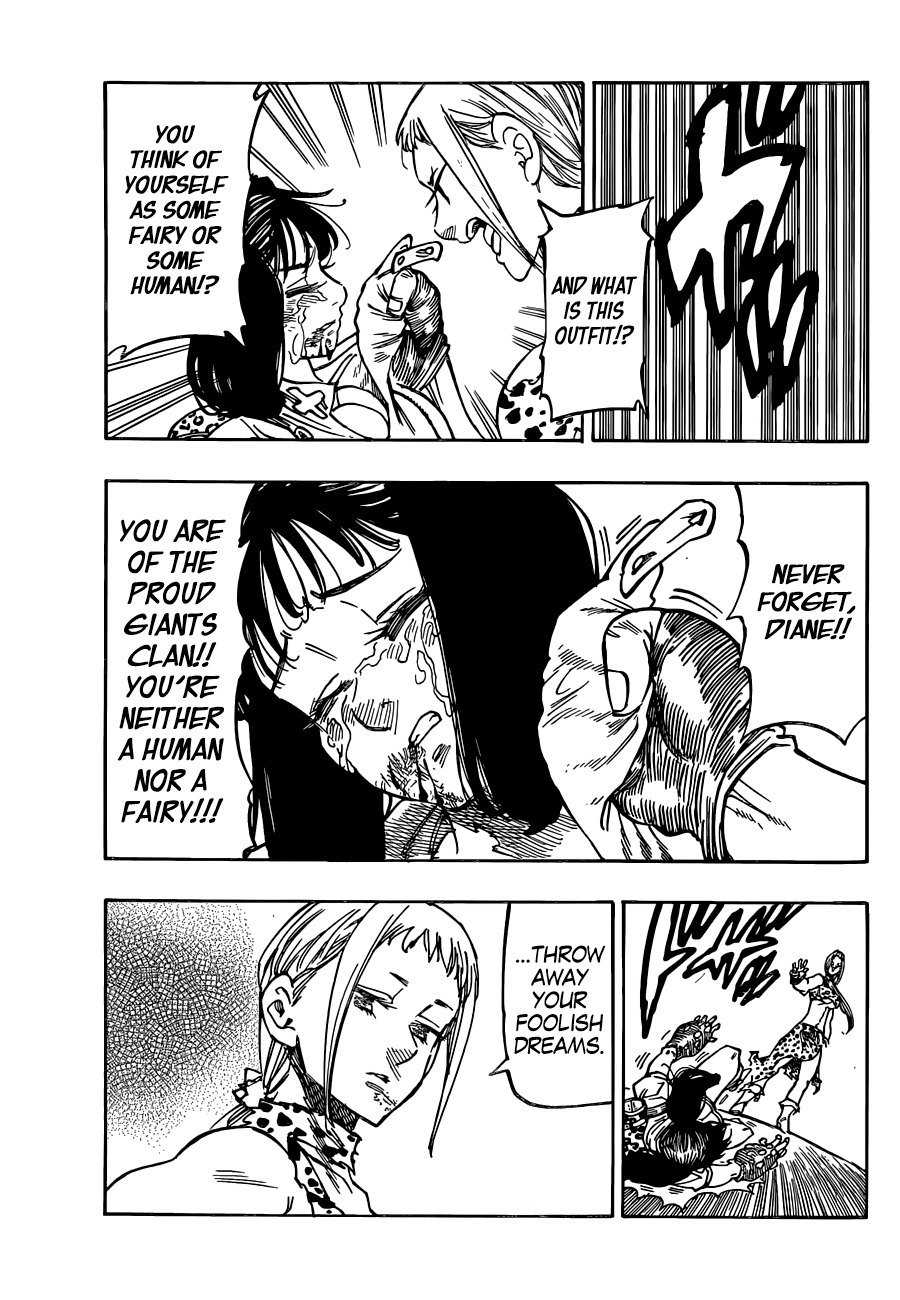 AND WHAT
IS THIS
OUTFIT!?
YOU
THINK OF
YOURSELF
AS SOME
FAIRY OR
SOME
HUMAN!?
NEVER
FORGET,
DIANE!!
YOU ARE
OF THE
PROUD
GIANTS
CLAN!!
YOU'RE
NEITHER
A HUMAN
NOR A
FAIRY!!!
...THROW
AWAY
YOUR
FOOLISH
DREAMS.